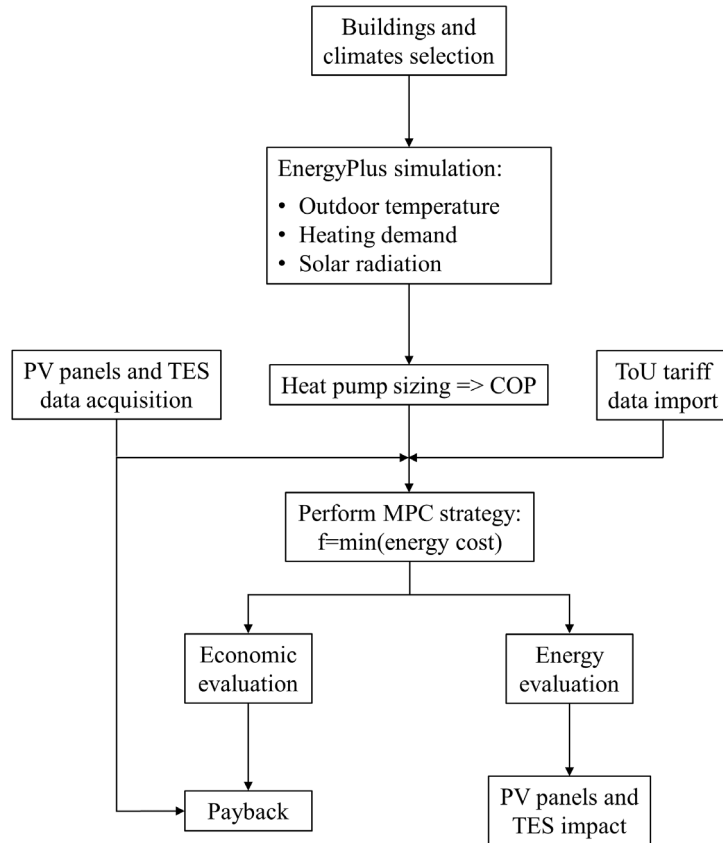 Buildings and
climates selection
EnergyPlus simulation:
• Outdoor temperature
• Heating demand
• Solar radiation
PV panels and TES
data acquisition
Heat pump sizing => COP
ToU tariff
data import
Perform MPC strategy:
f=min(energy cost)
Economic
evaluation
Energy
evaluation
Payback
PV panels and
TES impact